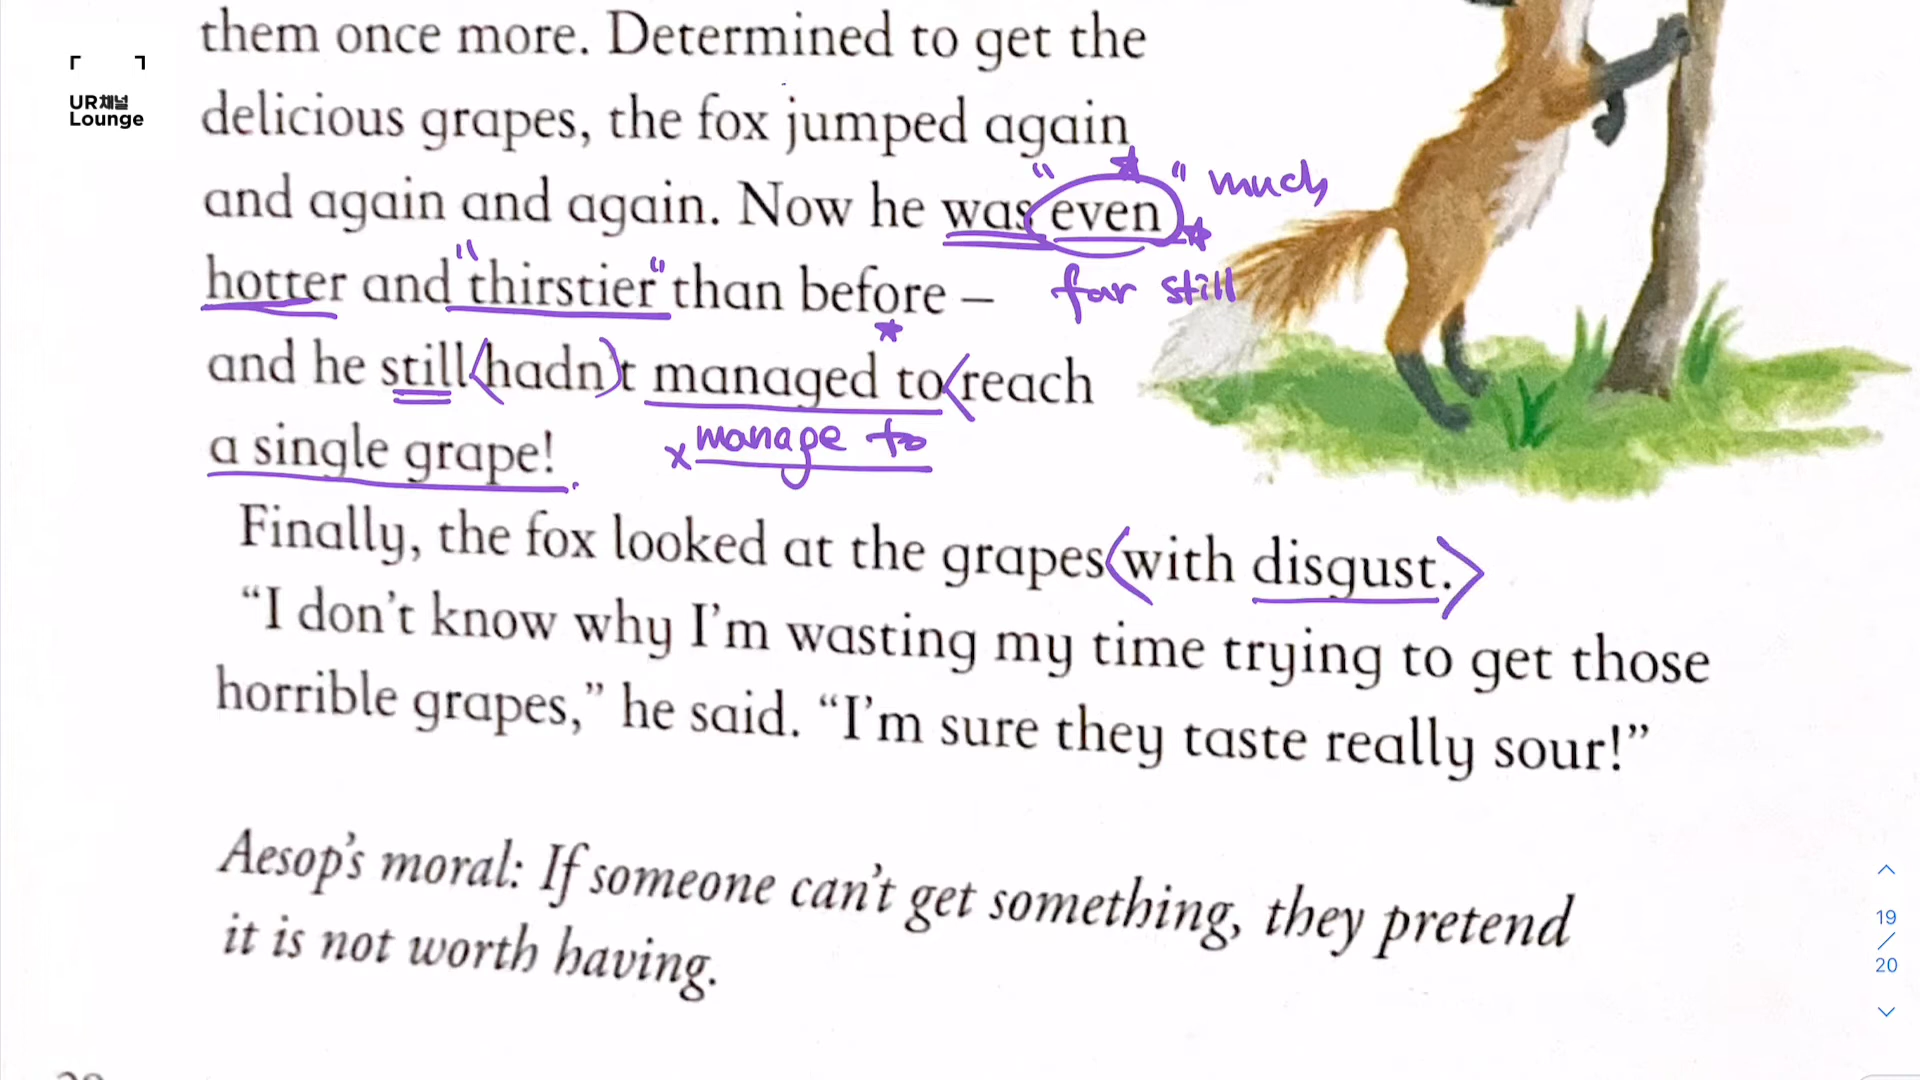 UR채널
Lounge
them once more. Determined to get the
delicious grapes, the fox jumped again
and again and again. Now he was even
" " much
hotter and "thirstier" than before –
far still
and he still hadn't managed to reach
a single grape!
x manage to
Finally, the fox looked at the grapes with disgust.
“I don’t know why I’m wasting my time trying to get those
horrible grapes,” he said. “I’m sure they taste really sour!”
Aesop’s moral: If someone can’t get something, they pretend
it is not worth having.
19
/
20